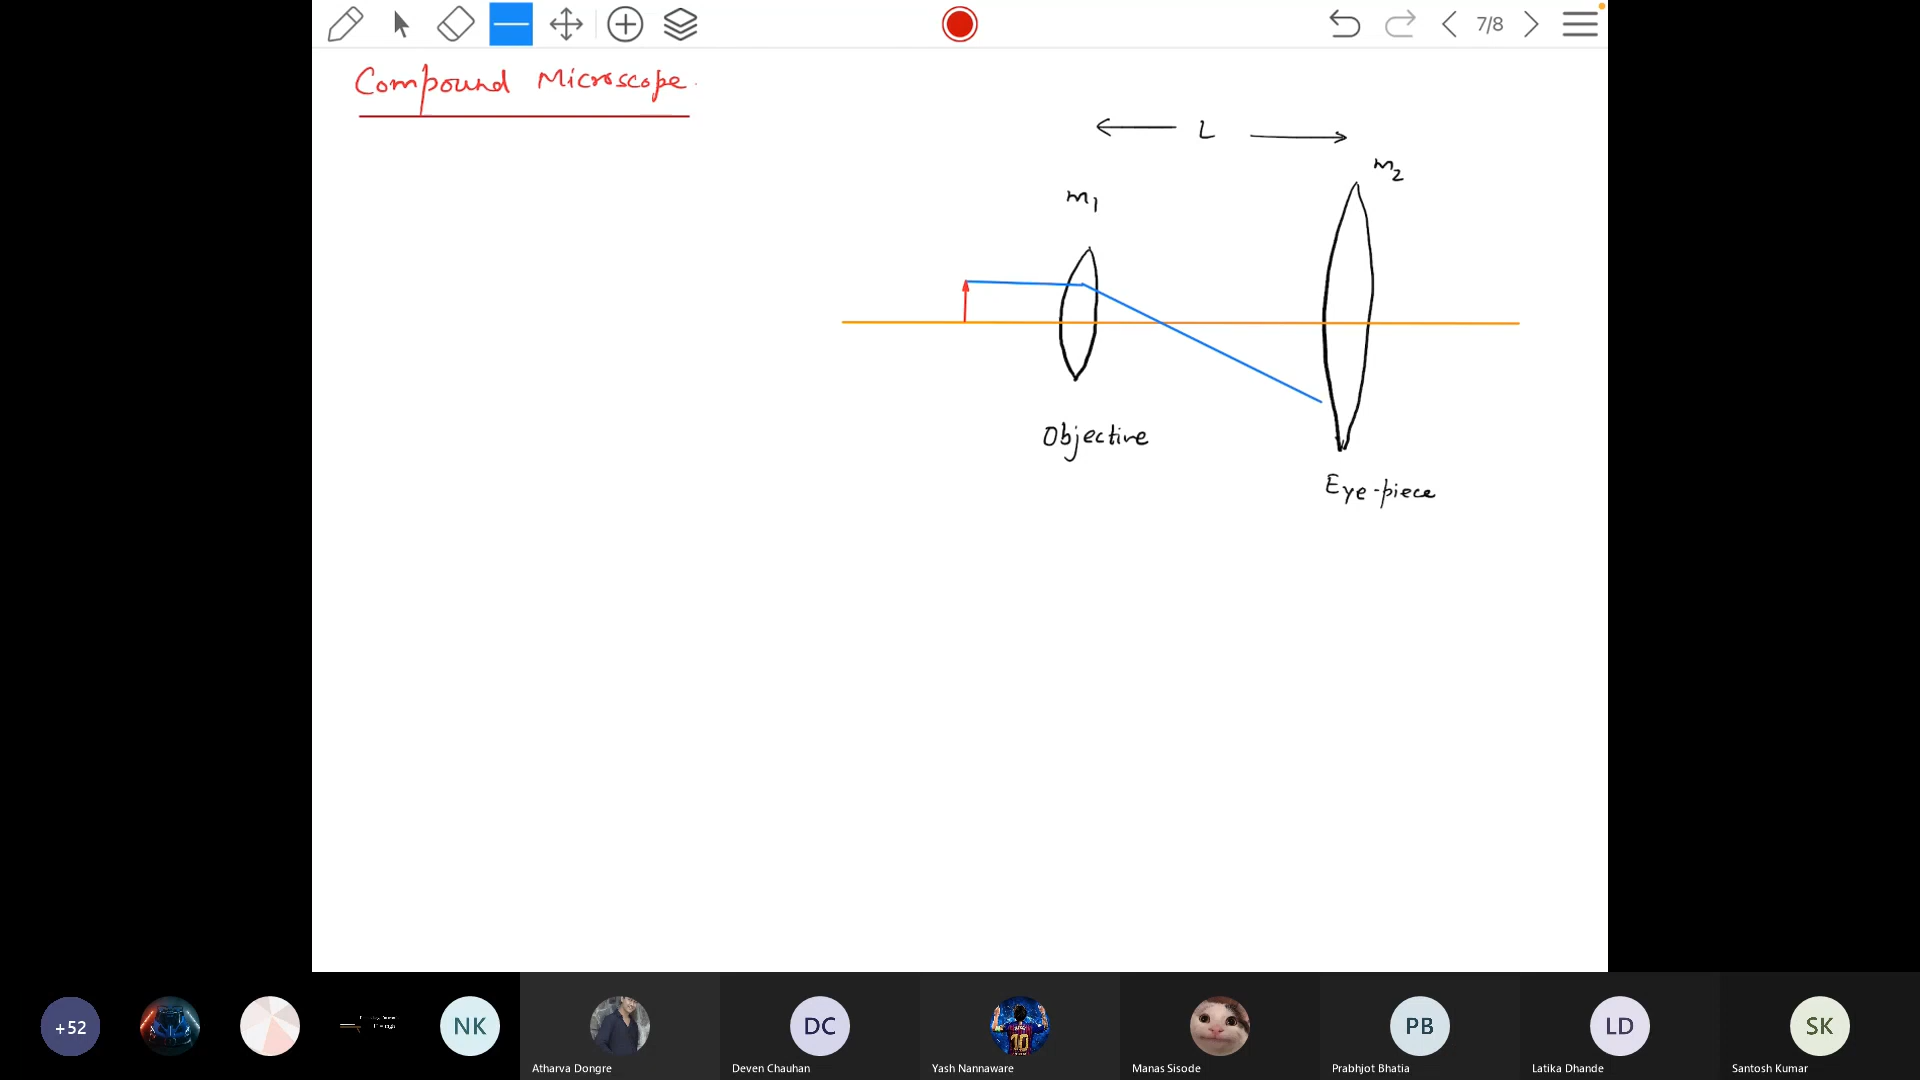 7/8
Compound Microscope.
L
m2
m1
Objective
Eye-piece
+52
NK
DC
10
PB
LD
SK
Atharva Dongre
Deven Chauhan
Yash Nannaware
Manas Sisode
Prabhjot Bhatia
Latika Dhande
Santosh Kumar